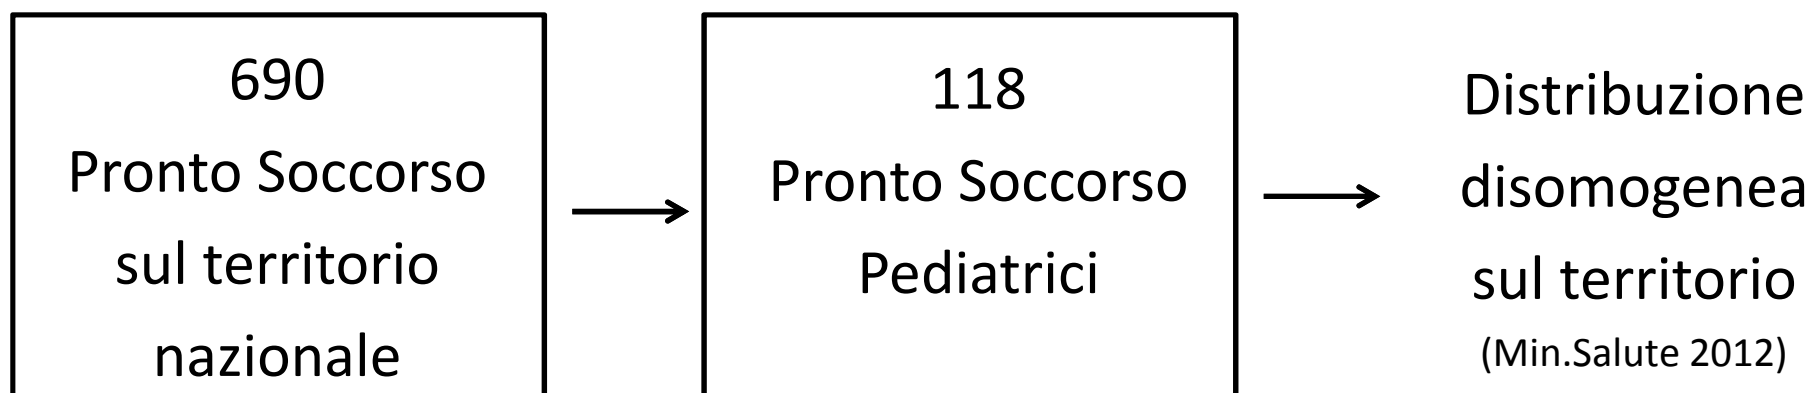 690
Pronto Soccorso
sul territorio
nazionale
118
Pronto Soccorso
Pediatrici
Distribuzione
disomogenea
sul territorio
(Min.Salute 2012)